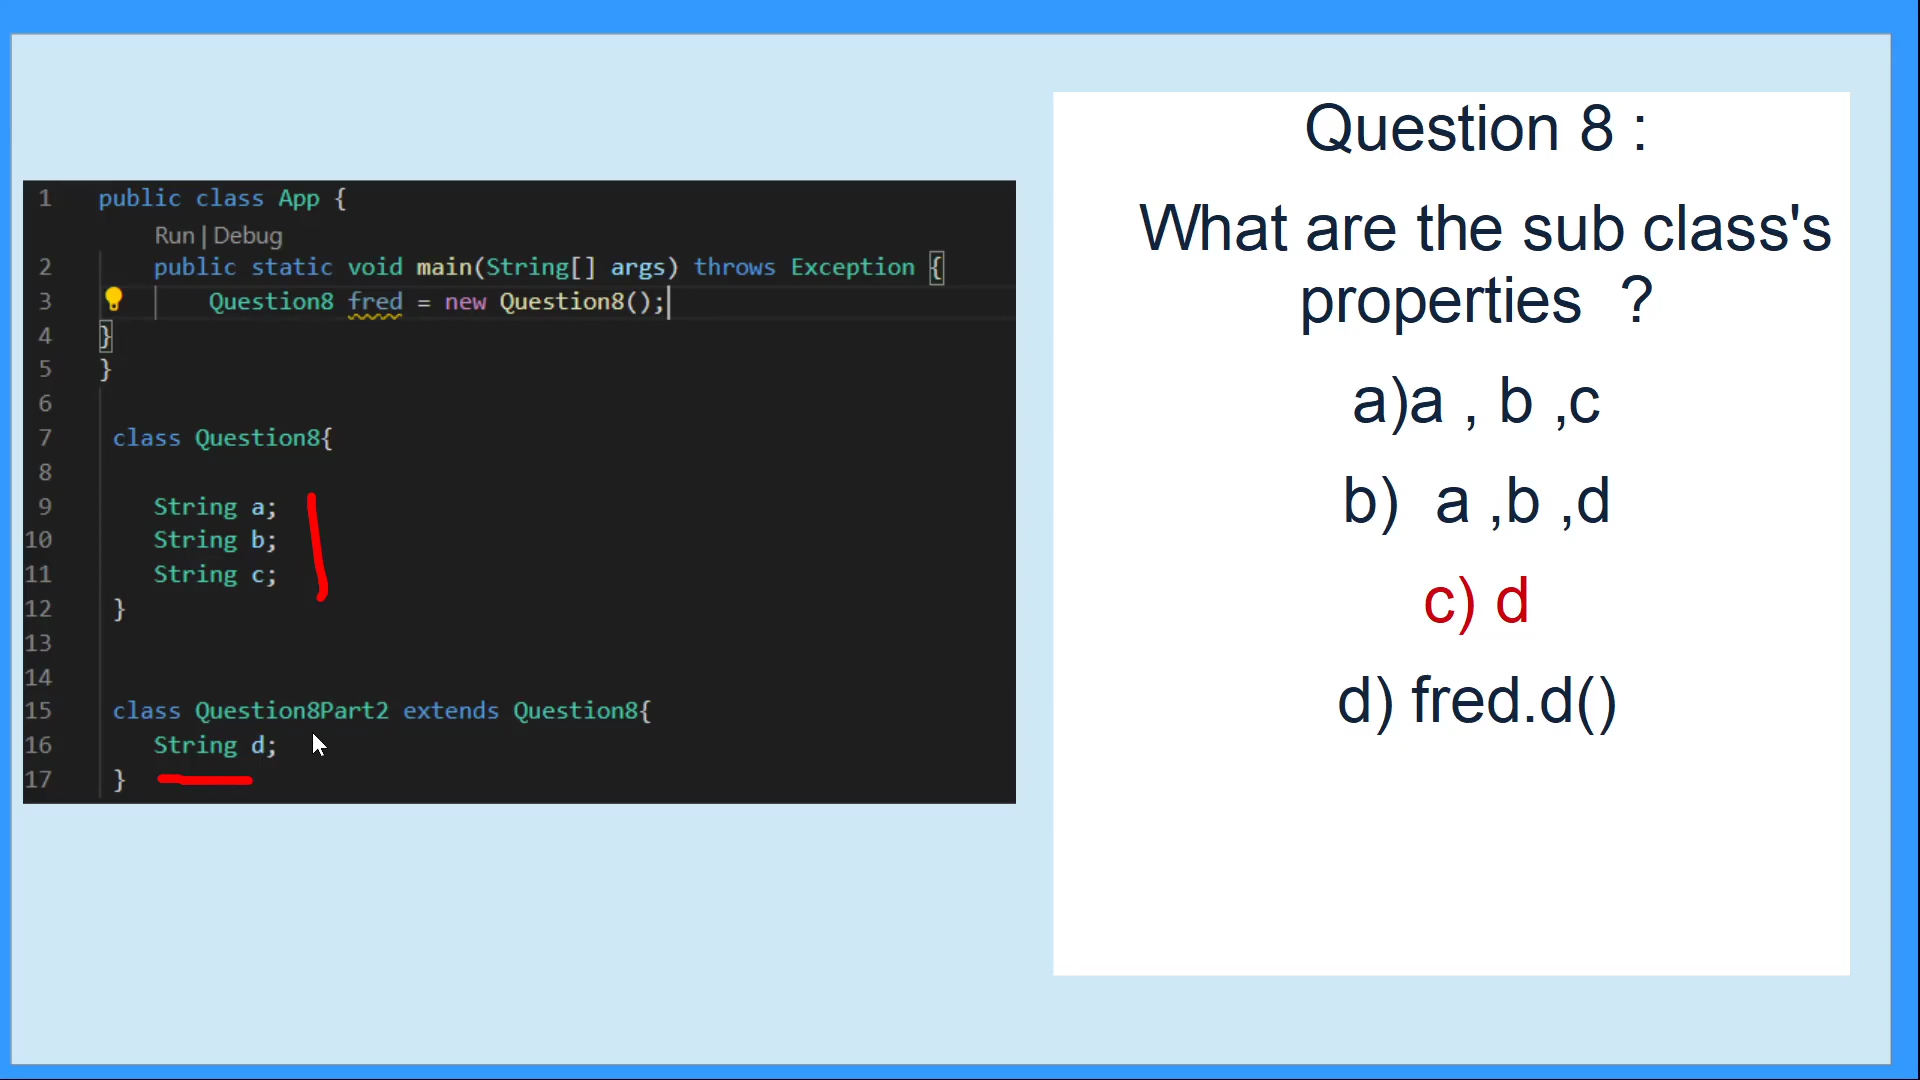 1 public class App {
Run | Debug
2 public static void main(String[] args) throws Exception {
3 Question8 fred = new Question8();
4 }
5 }
6
7 class Question8{
8
9 String a;
10 String b;
11 String c;
12 }
13
14
15 class Question8Part2 extends Question8{
16 String d;
17 }
Question 8 :
What are the sub class's
properties ?
a)a , b ,c
b) a ,b ,d
c) d
d) fred.d()